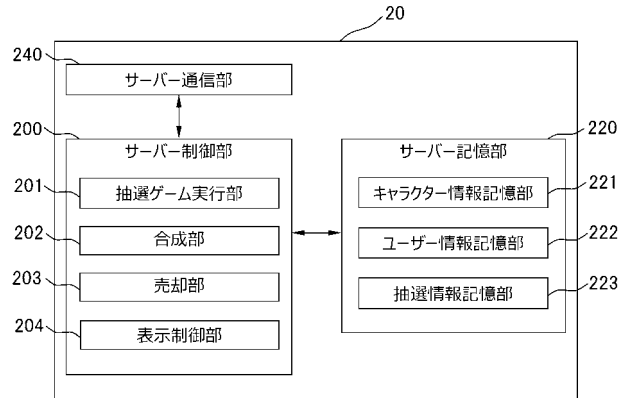 20
240
サーバー通信部
200
サーバー制御部
201
抽選ゲーム実行部
202
合成部
203
売却部
204
表示制御部
220
サーバー記憶部
221
キャラクター情報記憶部
222
ユーザー情報記憶部
223
抽選情報記憶部